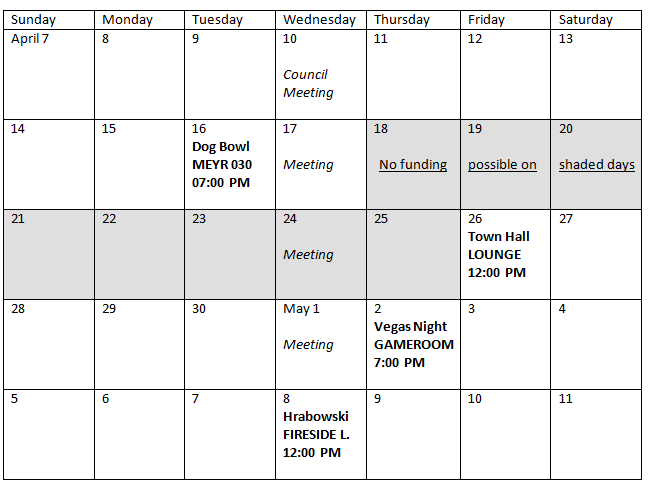 Sunday Monday Tuesday Wednesday Thursday Friday Saturday
April 7 8 9 10 11 12 13
Council
Meeting
14 15 16 17 18 19 20
Dog Bowl
MEYR 030 Meeting No funding possible on shaded days
07:00 PM
21 22 23 24 25 26 27
Town Hall
Meeting LOUNGE
12:00 PM
28 29 30 May 1 2 3 4
Vegas Night
Meeting GAMEROOM
7:00 PM
5 6 7 8 9 10 11
Hrabowski
FIRESIDE L.
12:00 PM